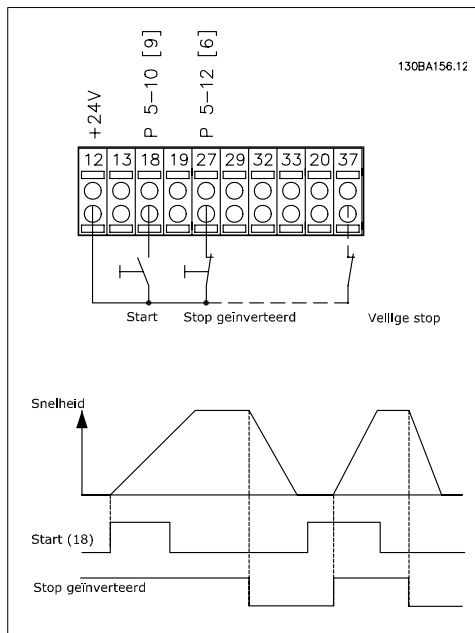 130BA156.12
+24V
P 5-10 [9]
P 5-12 [6]
12 13 18 19 27 29 32 33 20 37
Start Stop geïnverteerd Veilige stop
Snelheid
Start (18)
Stop geïnverteerd